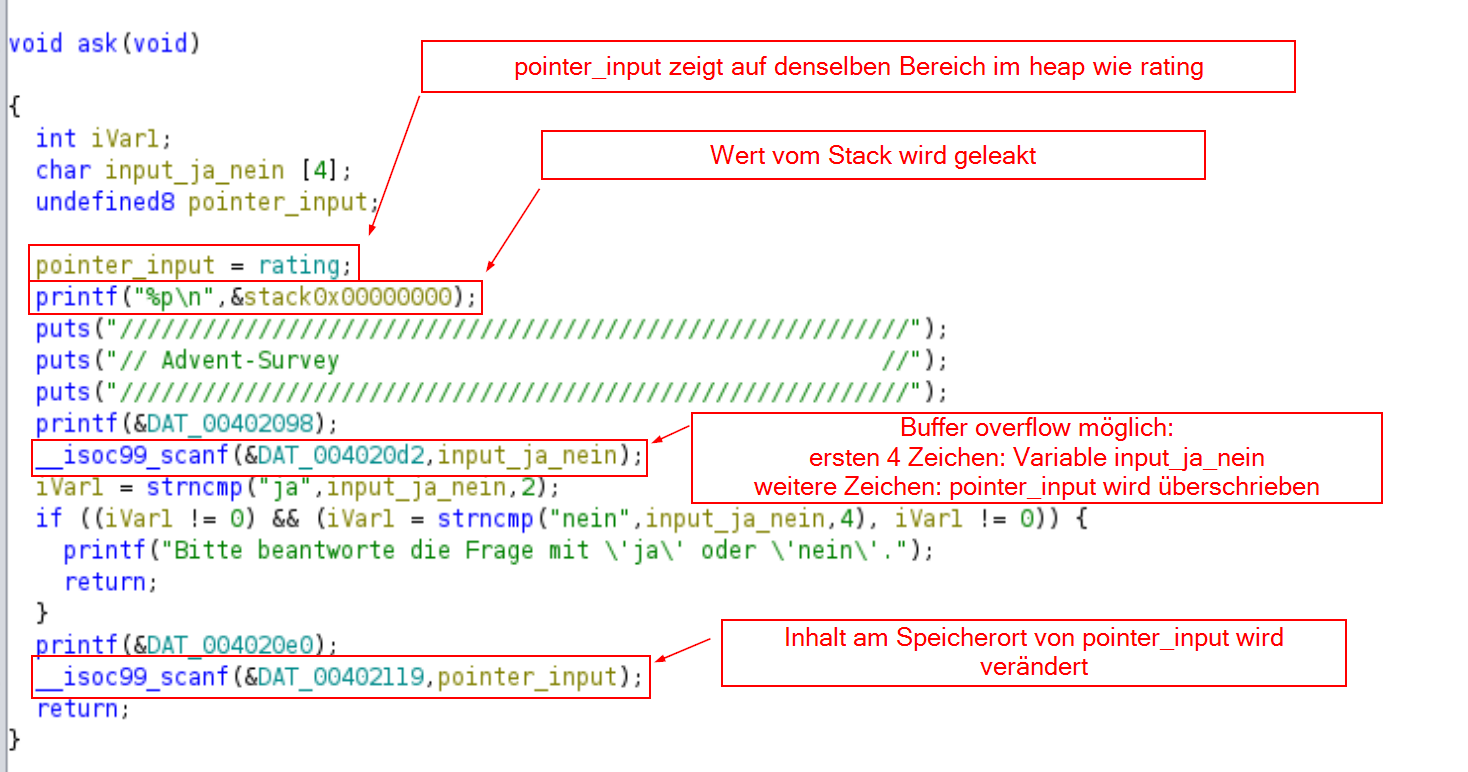 void ask(void)
pointer_input zeigt auf denselben Bereich im heap wie rating
{
int iVar1;
Wert vom Stack wird geleakt
char input_ja_nein [4];
undefined8 pointer_input;
pointer_input = rating;
printf("%p\n",&stack0x00000000);
puts("//////////////////////////////////////////////////////");
puts("// Advent-Survey                                     //");
puts("//////////////////////////////////////////////////////");
printf(&DAT_00402098);
Buffer overflow möglich:
__isoc99_scanf(&DAT_004020d2,input_ja_nein);
ersten 4 Zeichen: Variable input_ja_nein
iVar1 = strncmp("ja",input_ja_nein,2);
weitere Zeichen: pointer_input wird überschrieben
if ((iVar1 != 0) && (iVar1 = strncmp("nein",input_ja_nein,4), iVar1 != 0)) {
printf("Bitte beantworte die Frage mit \'ja\' oder \'nein\'.");
return;
}
printf(&DAT_004020e0);
Inhalt am Speicherort von pointer_input wird
verändert
__isoc99_scanf(&DAT_00402119,pointer_input);
return;
}